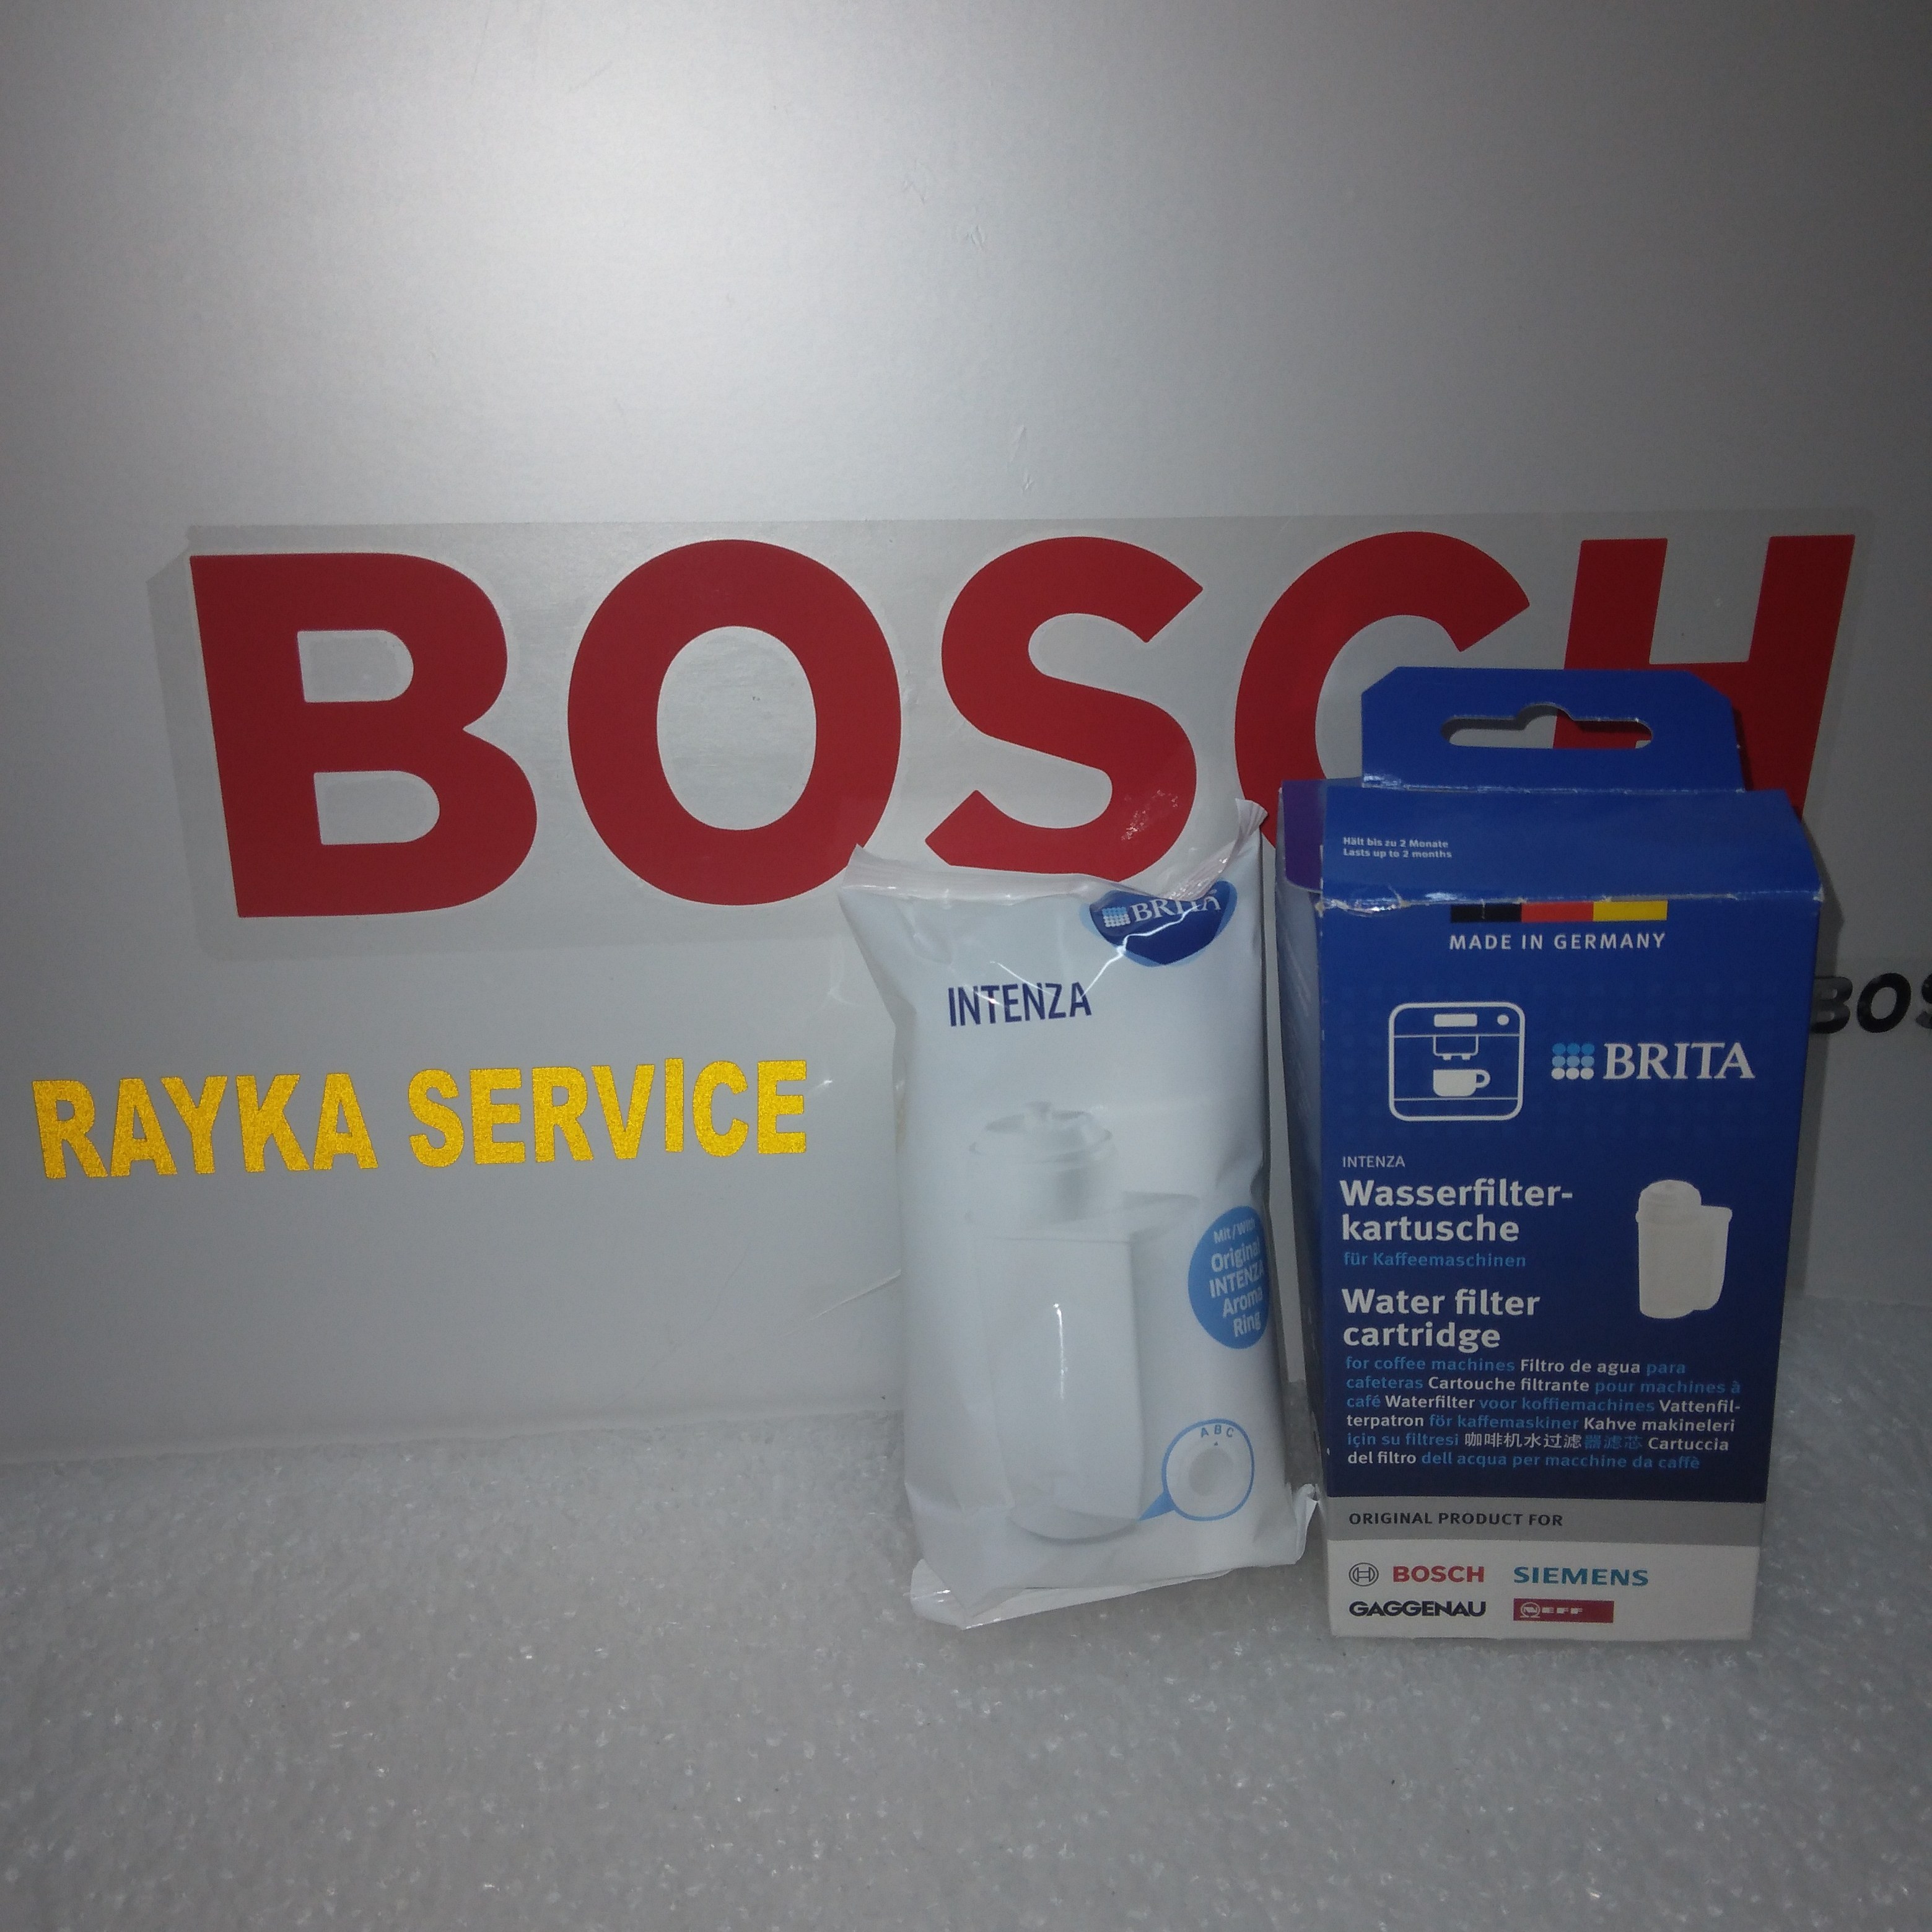 BOSCH
RAYKA SERVİCE
BRITA
INTENZA
Mit/With
Original
INTENZA
Aroma
Ring
A B C
Hält bis zu 2 Monate
Lasts up to 2 months
MADE IN GERMANY
BRITA
INTENZA
Wasserfilter-
kartusche
für Kaffeemaschinen
Water filter
cartridge
for coffee machines Filtro de agua para
cafeteras Cartouche filtrante pour machines à
café Waterfilter voor koffiemachines Vattenfil-
terpatron för kaffemaskiner Kahve makineleri
için su filtresi 咖啡机水过滤器滤芯 Cartuccia
del filtro dell acqua per macchine da caffè
ORIGINAL PRODUCT FOR
BOSCH SIEMENS
GAGGENAU NEFF